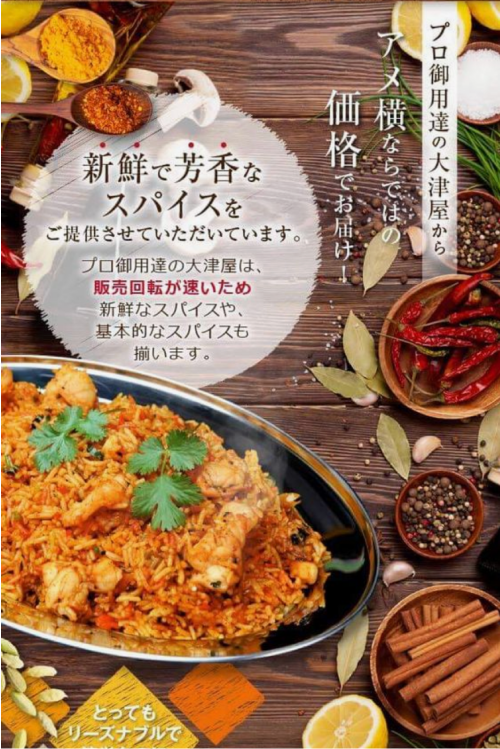 プロ御用達の大津屋から
アメ横ならではの
価格でお届け!
新鮮で芳香な
スパイスを
ご提供させていただいています。
プロ御用達の大津屋は、
販売回転が速いため
新鮮なスパイスや、
基本的なスパイスも
揃います。
とっても
リーズナブルで